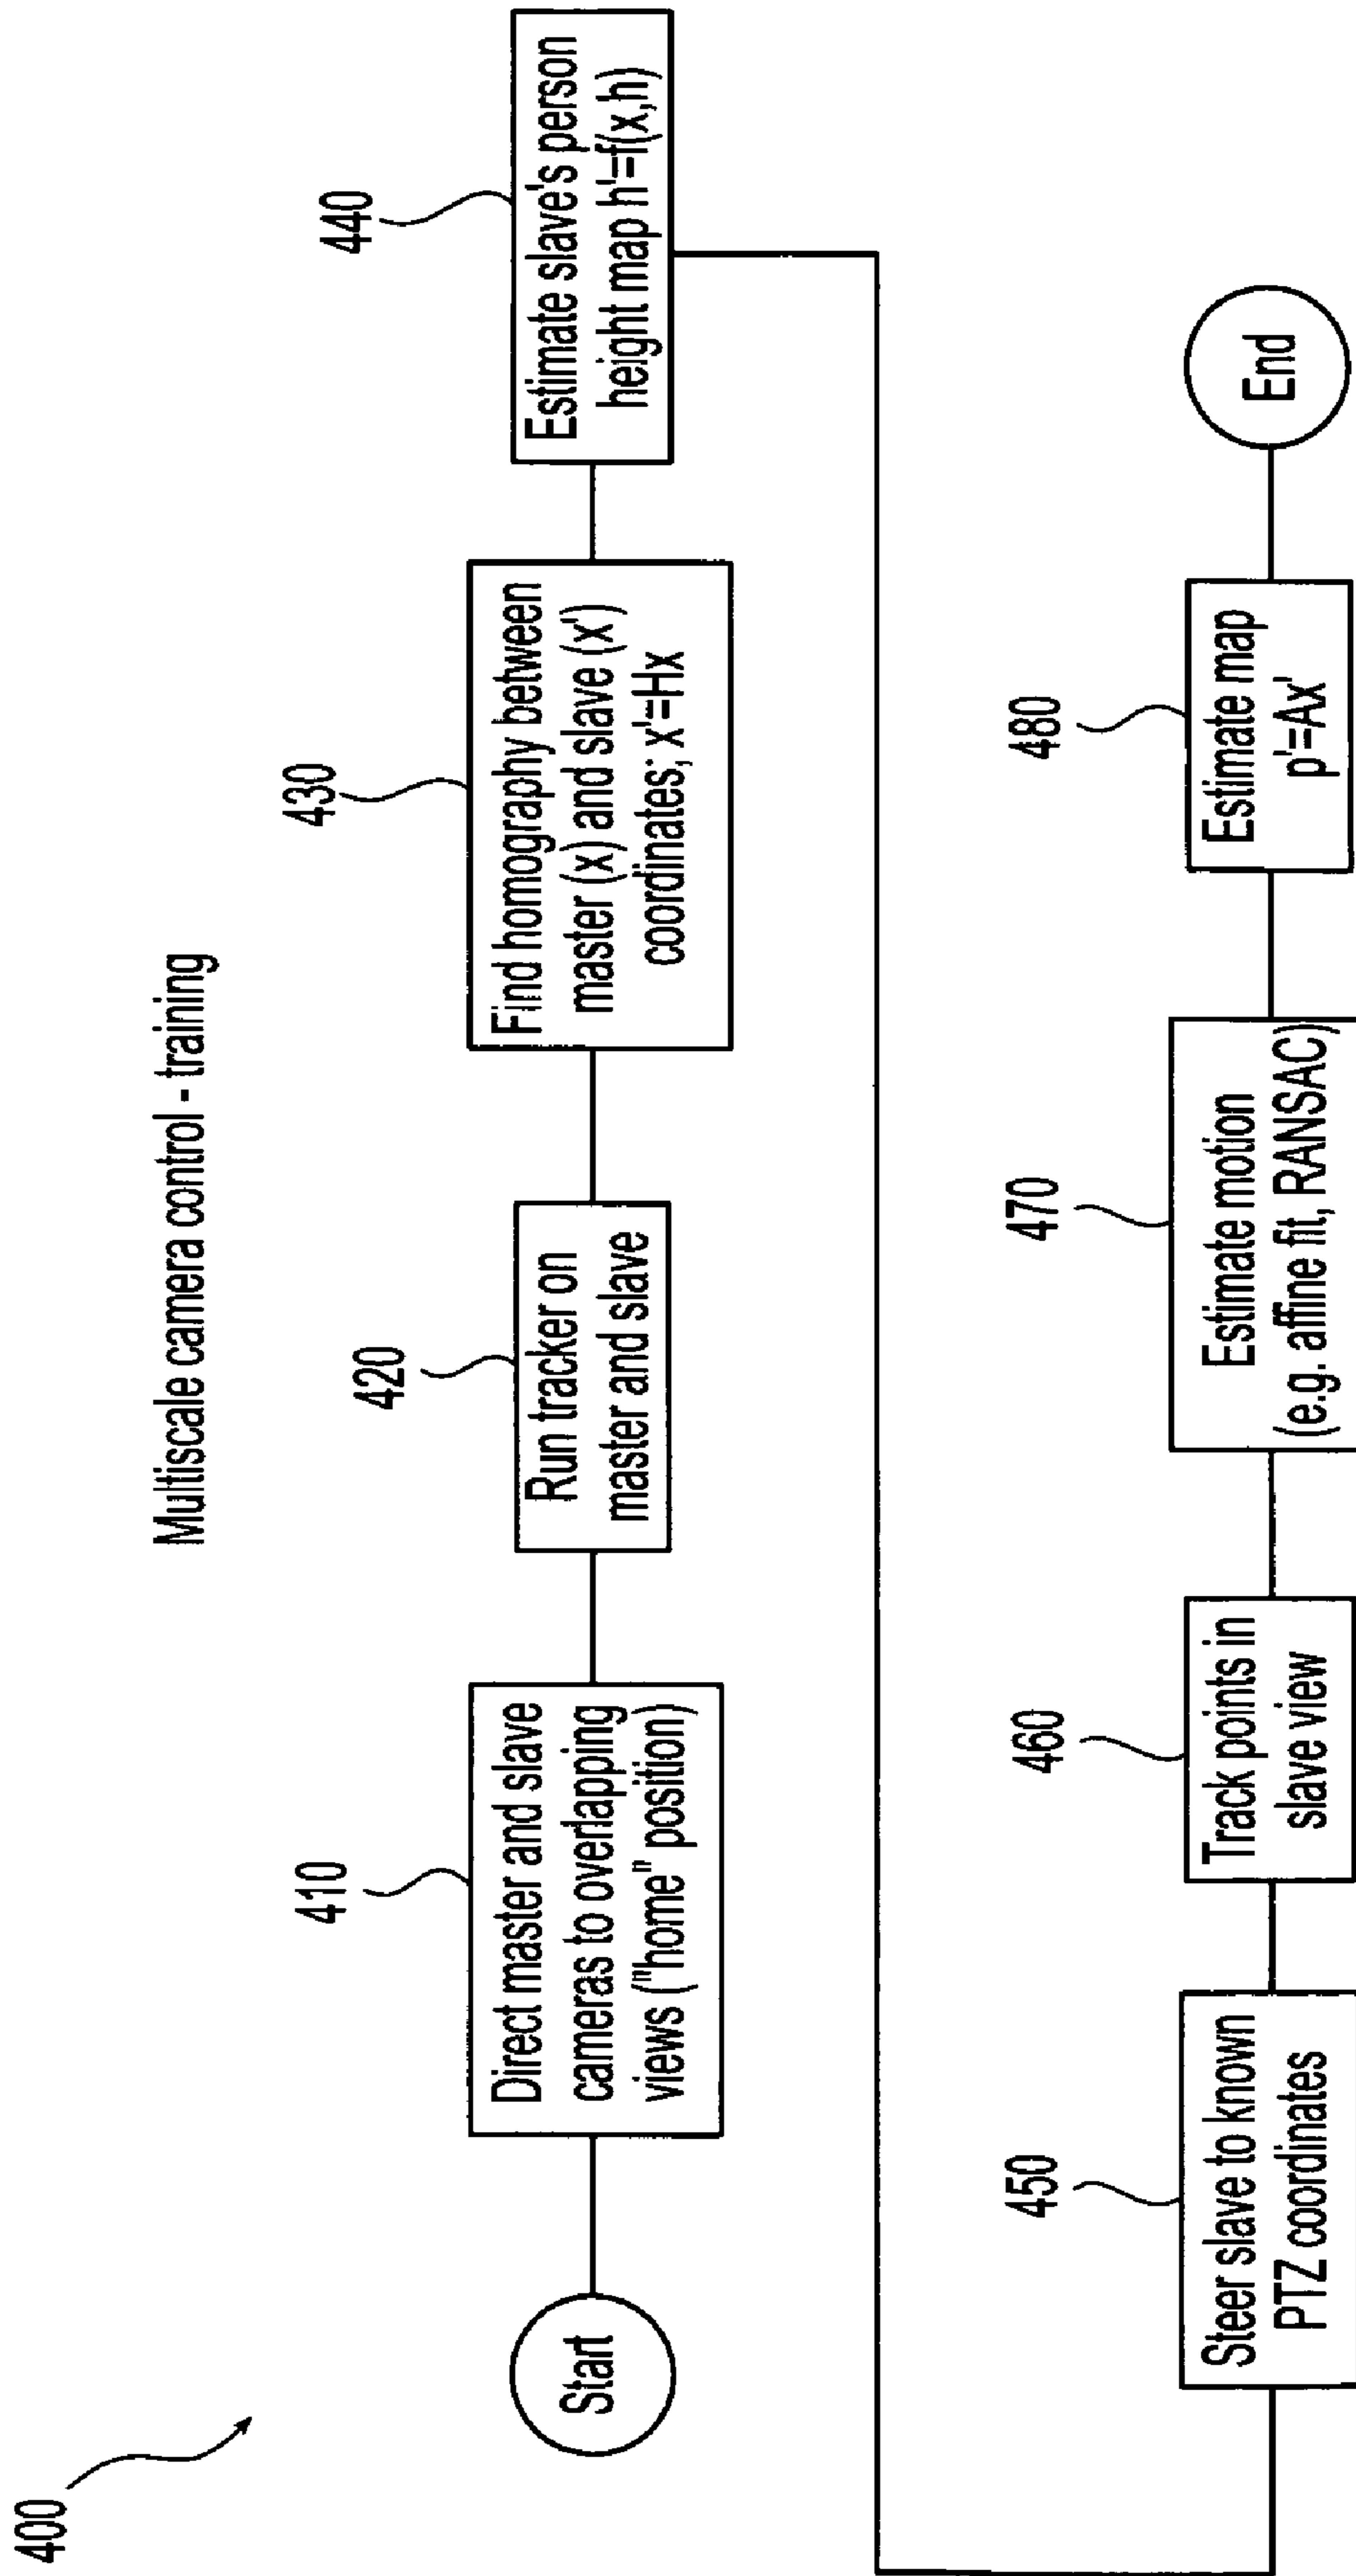 400
Multiscale camera control - training
Start
410
Direct master and slave
cameras to overlapping
views ("home" position)
420
Run tracker on
master and slave
430
Find homography between
master (x) and slave (x')
coordinates; x'=Hx
440
Estimate slave's person
height map h'=f(x,h)
450
Steer slave to known
PTZ coordinates
460
Track points in
slave view
470
Estimate motion
(e.g. affine fit, RANSAC)
480
Estimate map
p'=Ax'
End